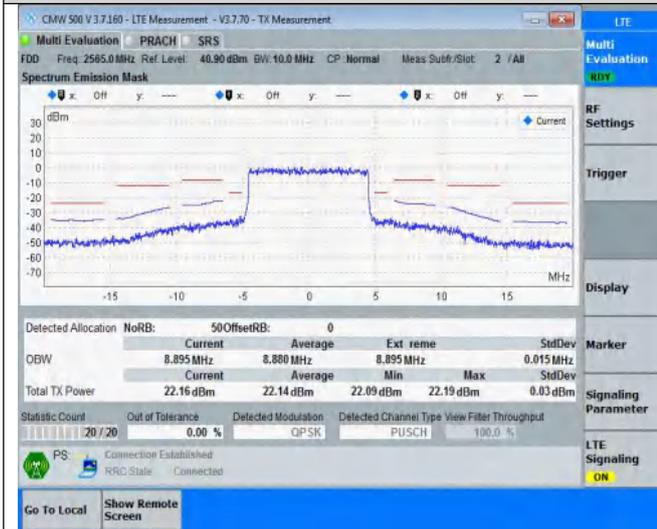 CMW 500 V 3.7.160 - LTE Measurement - V3.7.70 - TX Measurement
LTE
Multi Evaluation PRACH SRS
FDD Freq: 2565.0 MHz Ref. Level: 40.90 dBm BW: 10.0 MHz CP: Normal Meas Subfr./Slot: 2 / All
Spectrum Emission Mask
x: Off y: --- x: Off y: --- x: Off y: ---
dBm
Current
30
20
10
0
-10
-20
-30
-40
-50
-60
-70
MHz
-15 -10 -5 0 5 10 15
Detected Allocation NoRB: 50 OffsetRB: 0
Current Average Ext reme StdDev
OBW 8.895 MHz 8.880 MHz 8.895 MHz 0.015 MHz
Current Average Min Max StdDev
Total TX Power 22.16 dBm 22.14 dBm 22.09 dBm 22.19 dBm 0.03 dBm
Statistic Count Out of Tolerance Detected Modulation Detected Channel Type View Filter Throughput
20 / 20 0.00 % QPSK PUSCH 100.0 %
PS: Connection Established
RRC State Connected
Go To Local
Show Remote Screen
Multi Evaluation
RDY
RF Settings
Trigger
Display
Marker
Signaling Parameter
LTE Signaling
ON